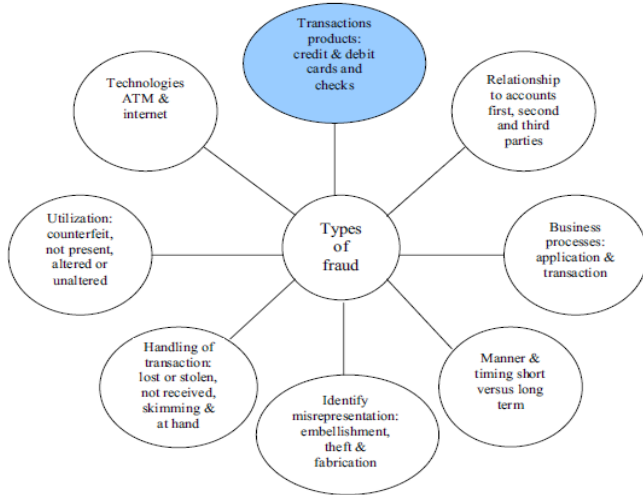 Transactions
products:
credit & debit
cards and
checks
Technologies
ATM &
internet
Relationship
to accounts
first, second
and third
parties
Utilization:
counterfeit,
not present,
altered or
unaltered
Types
of
fraud
Business
processes:
application &
transaction
Handling of
transaction:
lost or stolen,
not received,
skimming &
at hand
Identify
misrepresentation:
embellishment,
theft &
fabrication
Manner &
timing short
versus long
term